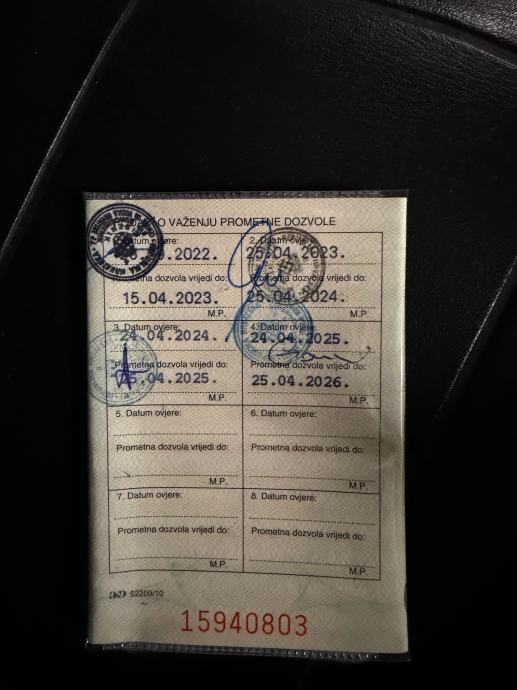 O VAŽENJU PROMETNE DOZVOLE
Datum ovjere:
2022.
Prometna dozvola vrijedi do:
15.04.2023.
M.P.
2. Datum ovjere:
25.04.2023.
Prometna dozvola vrijedi do:
25.04.2024.
M.P.
3. Datum ovjere:
24.04.2024.
Prometna dozvola vrijedi do:
25.04.2025.
4. Datum ovjere:
24.04.2025.
Prometna dozvola vrijedi do:
25.04.2026.
M.P.
5. Datum ovjere:
Prometna dozvola vrijedi do:
M.P.
6. Datum ovjere:
Prometna dozvola vrijedi do:
M.P.
7. Datum ovjere:
Prometna dozvola vrijedi do:
M.P.
8. Datum ovjere:
Prometna dozvola vrijedi do:
M.P.
52209/10
15940803